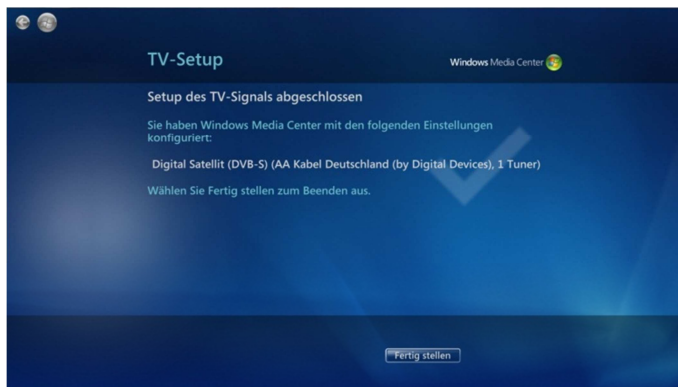 TV-Setup
Windows Media Center
Setup des TV-Signals abgeschlossen
Sie haben Windows Media Center mit den folgenden Einstellungen
konfiguriert:
Digital Satellit (DVB-S) (AA Kabel Deutschland (by Digital Devices), 1 Tuner)
Wählen Sie Fertig stellen zum Beenden aus.
Fertig stellen